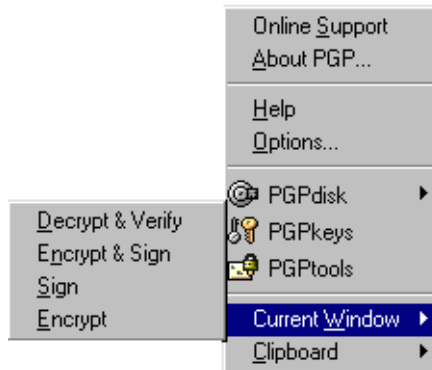 Online Support
About PGP...
Help
Options...
PGPdisk
PGPkeys
PGPtools
Current Window
Clipboard
Decrypt & Verify
Encrypt & Sign
Sign
Encrypt